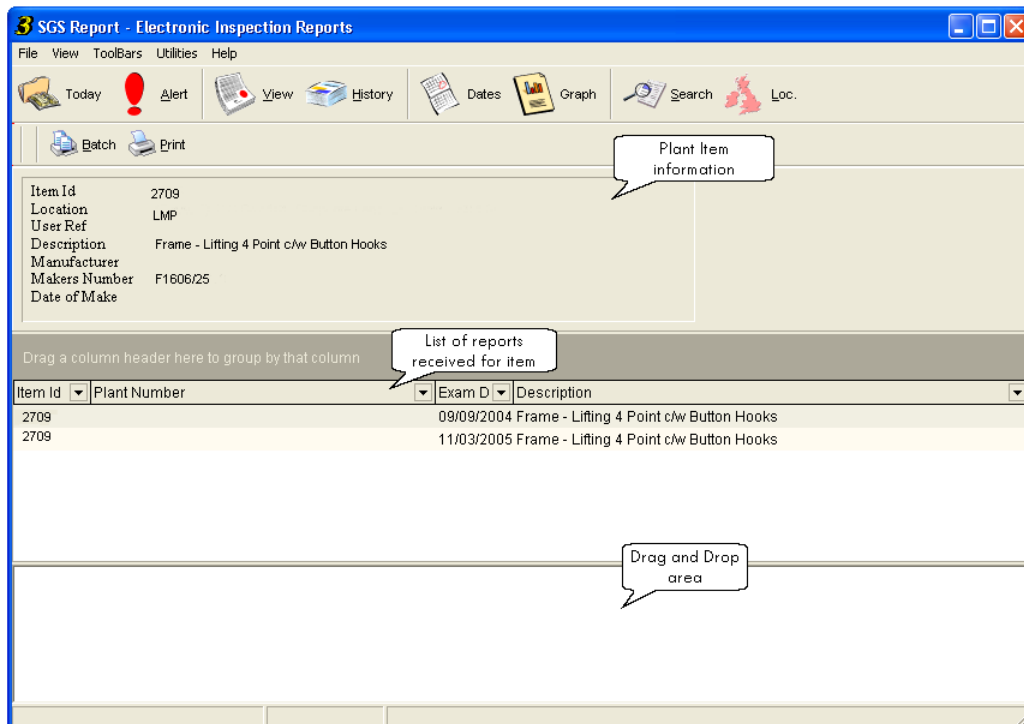 3 SGS Report - Electronic Inspection Reports
File View ToolBars Utilities Help
Today Alert View History Dates Graph Search Loc.
Batch Print
Plant Item
information
Item Id 2709
Location LMP
User Ref
Description Frame - Lifting 4 Point c/w Button Hooks
Manufacturer
Makers Number F1606/25
Date of Make
List of reports
received for item
Drag a column header here to group by that column
Item Id Plant Number Exam D Description
2709 09/09/2004 Frame - Lifting 4 Point c/w Button Hooks
2709 11/03/2005 Frame - Lifting 4 Point c/w Button Hooks
Drag and Drop
area